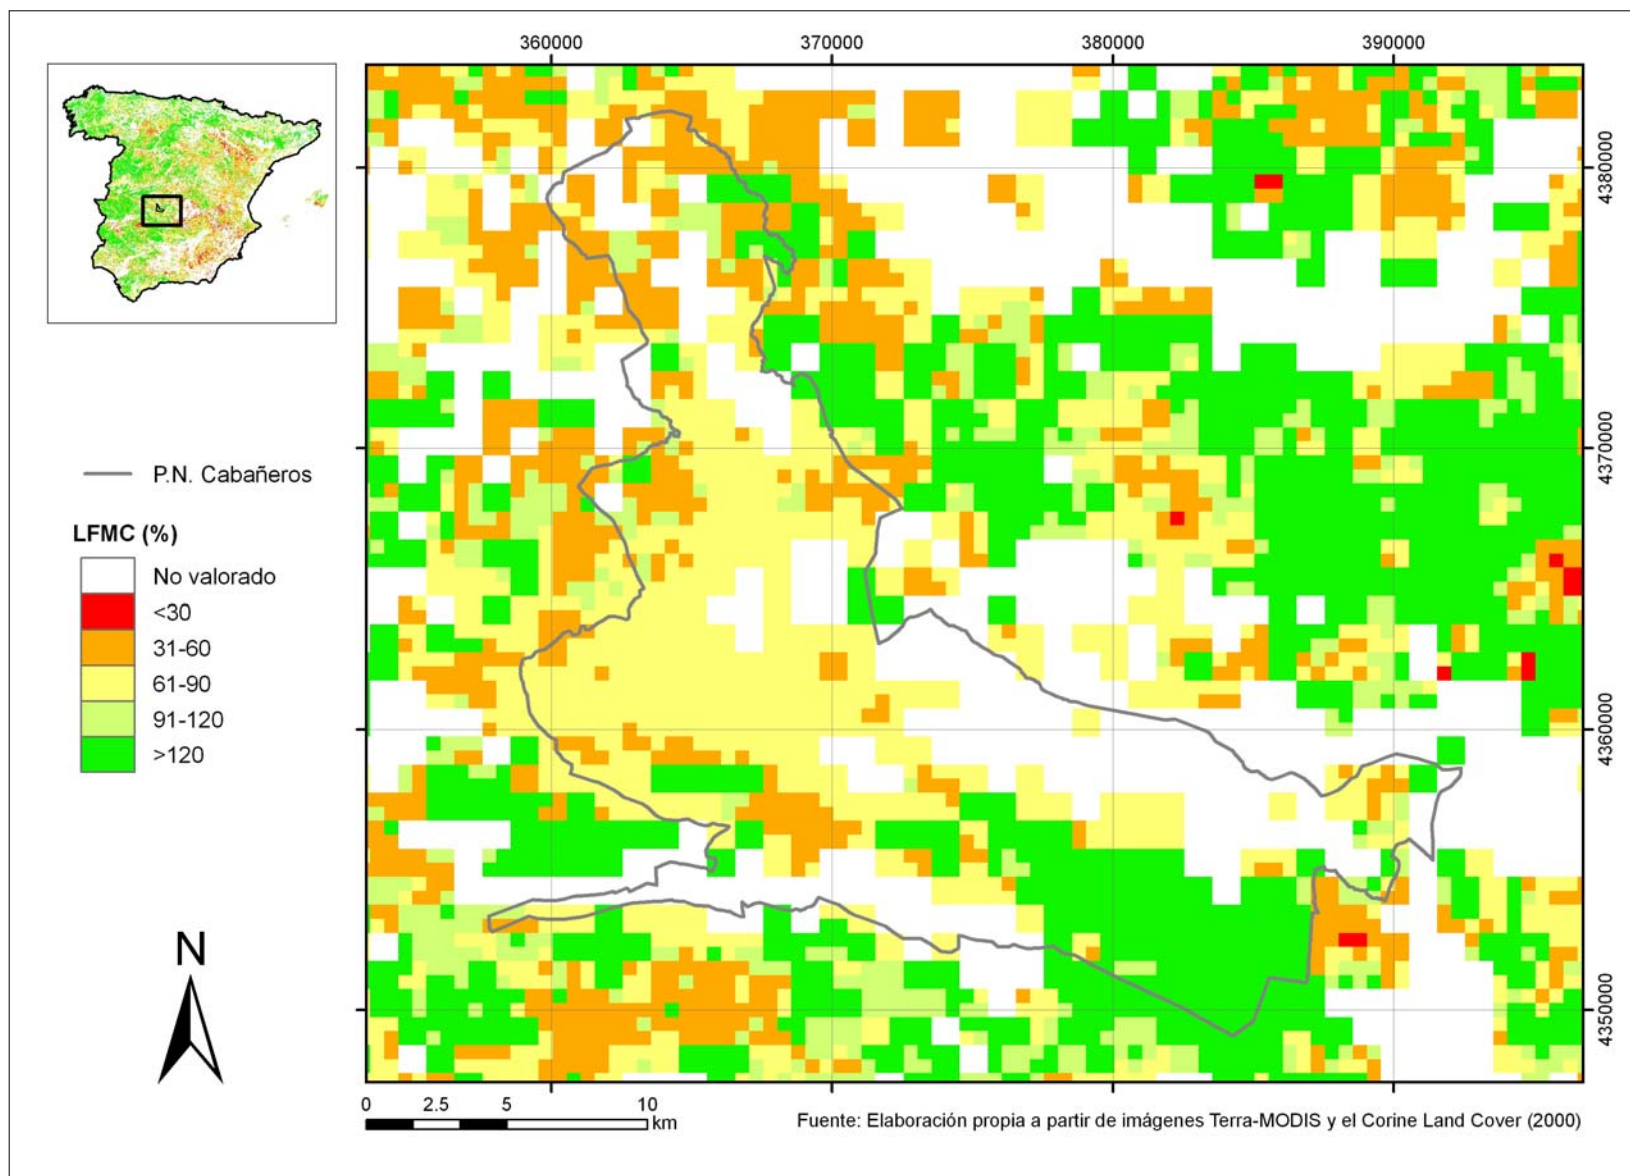 360000 370000 380000 390000
4380000
4370000
4360000
4350000
P.N. Cabañeros
LFMC (%)
No valorado
<30
31-60
61-90
91-120
>120
N
0 2.5 5 10
km
Fuente: Elaboración propia a partir de imágenes Terra-MODIS y el Corine Land Cover (2000)